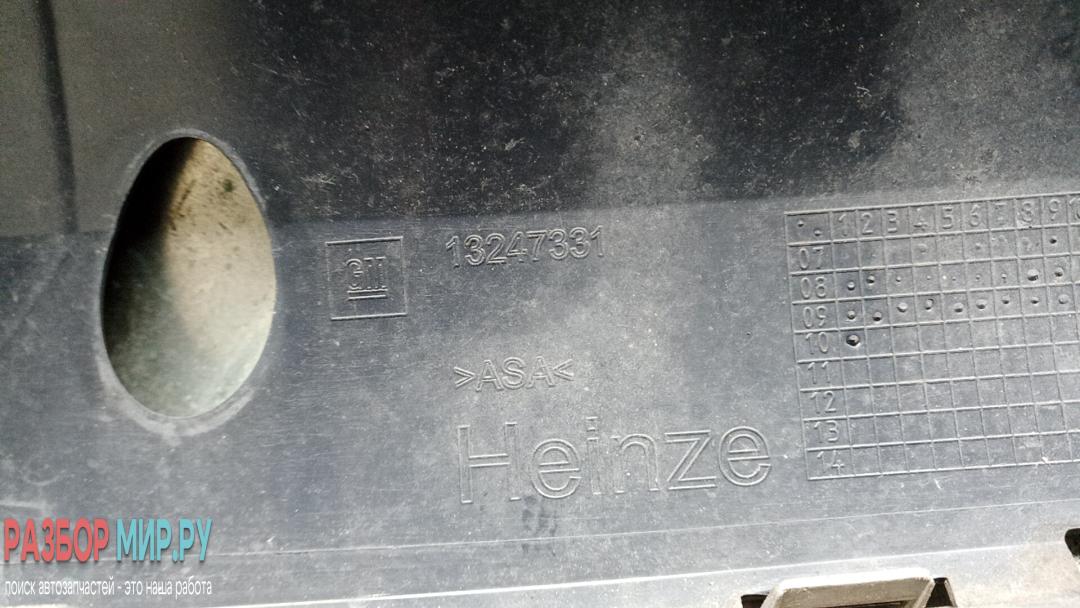 GM
13247331
>ASA<
Heinze
1 2 3 4 5 6 7 8 9
07
08
09
10
11
12
13
14
РАЗБОР МИР.РУ
поиск автозапчастей - это наша работа